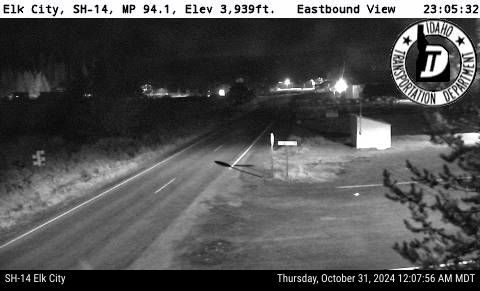 Elk City, SH-14, MP 94.1, Elev 3,939ft. Eastbound View 23:05:32
IDAHO
TRANSPORTATION DEPARTMENT
SH-14 Elk City Thursday, October 31, 2024 12:07:56 AM MDT